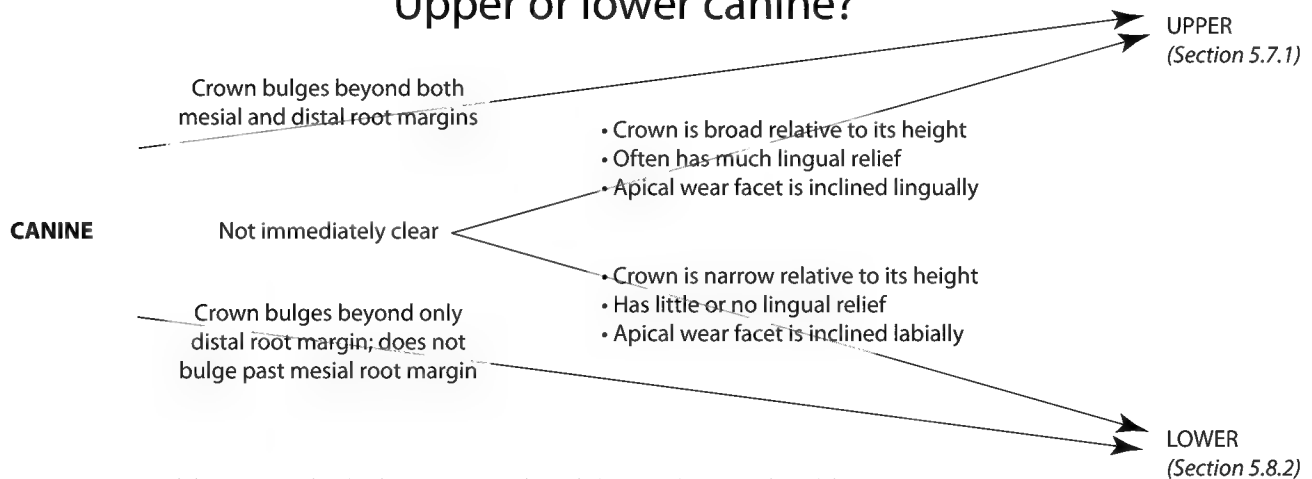 Upper or lower canine?
UPPER
(Section 5.7.1)
Crown bulges beyond both
mesial and distal root margins
• Crown is broad relative to its height
• Often has much lingual relief
• Apical wear facet is inclined lingually
CANINE
Not immediately clear
• Crown is narrow relative to its height
• Has little or no lingual relief
• Apical wear facet is inclined labially
Crown bulges beyond only
distal root margin; does not
bulge past mesial root margin
LOWER
(Section 5.8.2)